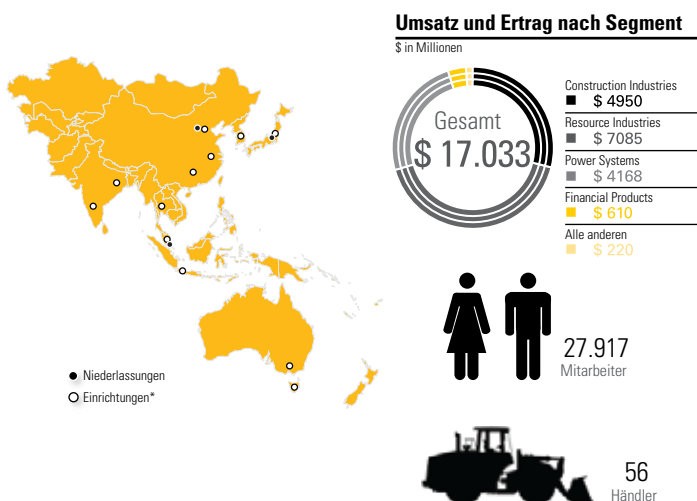 Umsatz und Ertrag nach Segment
$ in Millionen
Gesamt
$ 17.033
Construction Industries
$ 4950
Resource Industries
$ 7085
Power Systems
$ 4168
Financial Products
$ 610
Alle anderen
$ 220
Niederlassungen
Einrichtungen*
27.917
Mitarbeiter
56
Händler